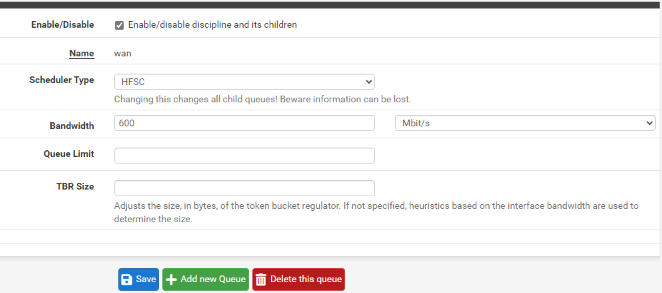 Enable/Disable Enable/disable discipline and its children
Name wan
Scheduler Type HFSC
Changing this changes all child queues! Beware information can be lost.
Bandwidth 600 Mbit/s
Queue Limit
TBR Size
Adjusts the size, in bytes, of the token bucket regulator. If not specified, heuristics based on the interface bandwidth are used to
determine the size.
Save Add new Queue Delete this queue